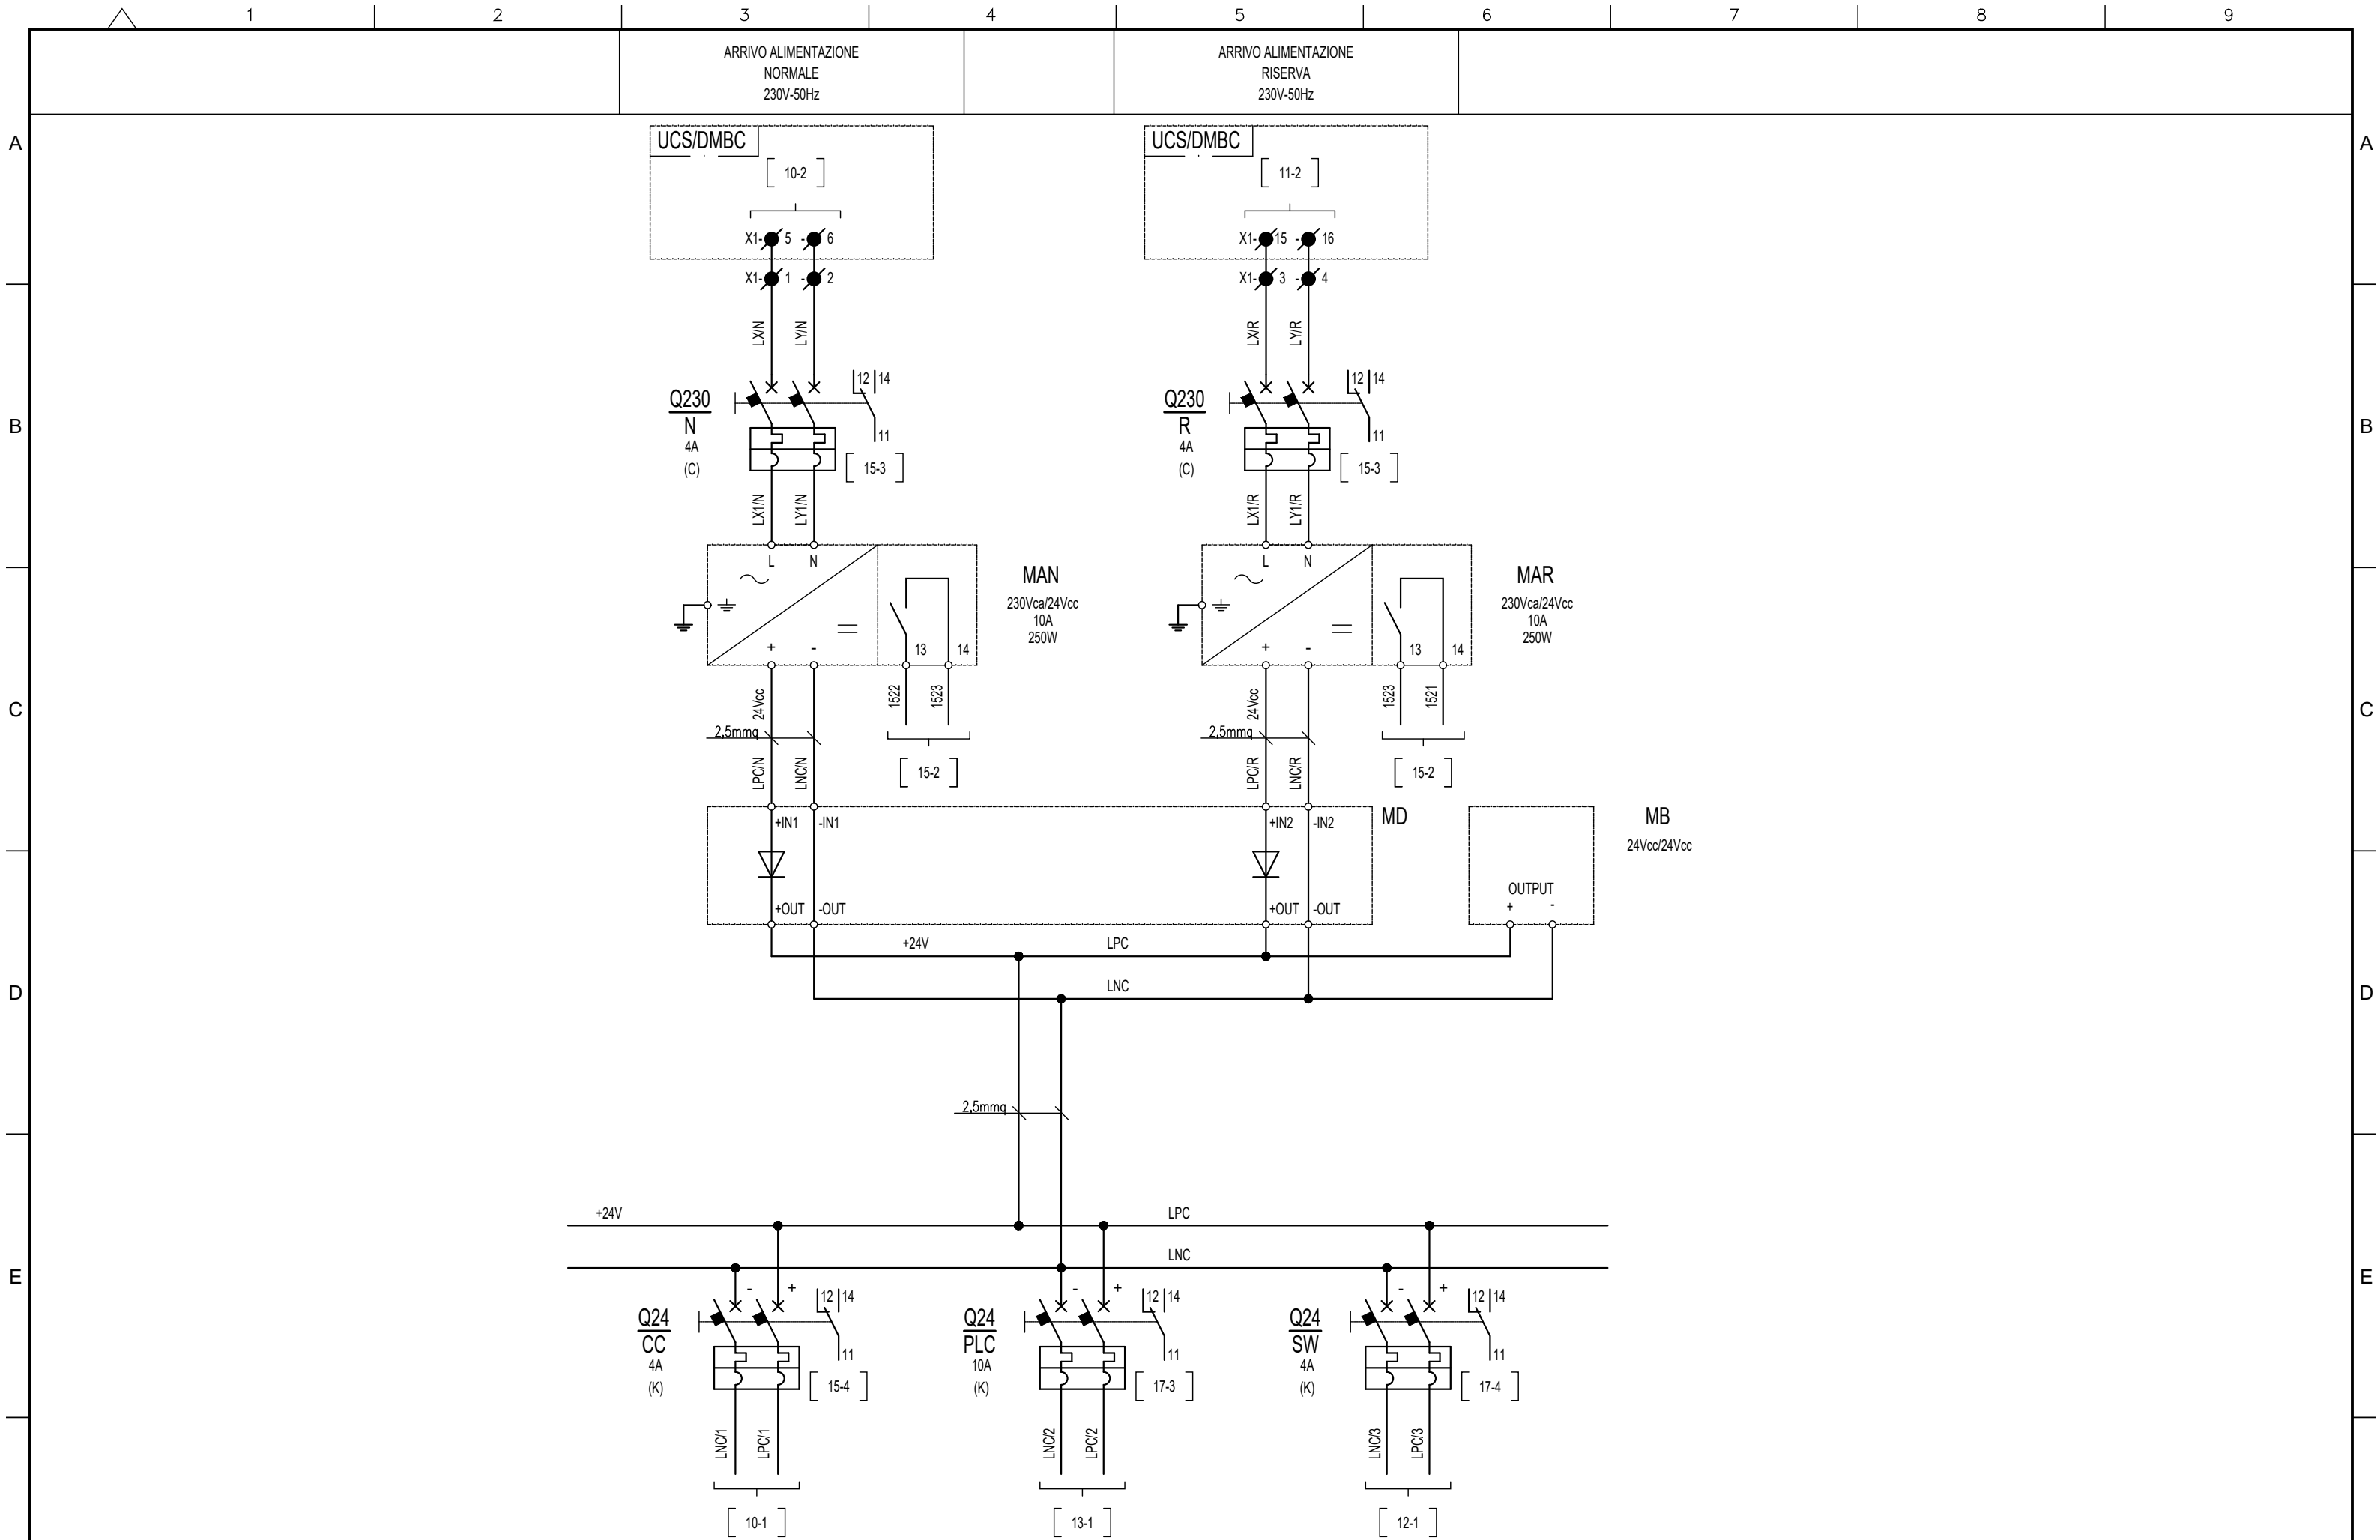 1 2 3 4 5 6 7 8 9
ARRIVO ALIMENTAZIONE
NORMALE
230V-50Hz
ARRIVO ALIMENTAZIONE
RISERVA
230V-50Hz
A A
UCS/DMBC
10-2
X1- 5 - 6
X1- 1 - 2
UCS/DMBC
11-2
X1- 15 - 16
X1- 3 - 4
LX/N LY/N
LX/R LY/R
B B
Q230
N
4A
(C)
12 14
11
15-3
Q230
R
4A
(C)
12 14
11
15-3
LX1/N LY1/N
LX1/R LY1/R
L N
+ -
13 14
MAN
230Vca/24Vcc
10A
250W
L N
+ -
13 14
MAR
230Vca/24Vcc
10A
250W
C C
24Vcc
1522 1523
2,5mmq
LPC/N LNC/N
15-2
24Vcc
1523 1521
2,5mmq
LPC/R LNC/R
15-2
+IN1 -IN1
+IN2 -IN2
MD
+OUT -OUT
+OUT -OUT
MB
24Vcc/24Vcc
OUTPUT
+ -
+24V LPC
LNC
D D
2,5mmq
+24V LPC
LNC
E E
- +
Q24
CC
4A
(K)
12 14
11
15-4
LNC/1 LPC/1
10-1
- +
Q24
PLC
10A
(K)
12 14
11
17-3
LNC/2 LPC/2
13-1
- +
Q24
SW
4A
(K)
12 14
11
17-4
LNC/3 LPC/3
12-1